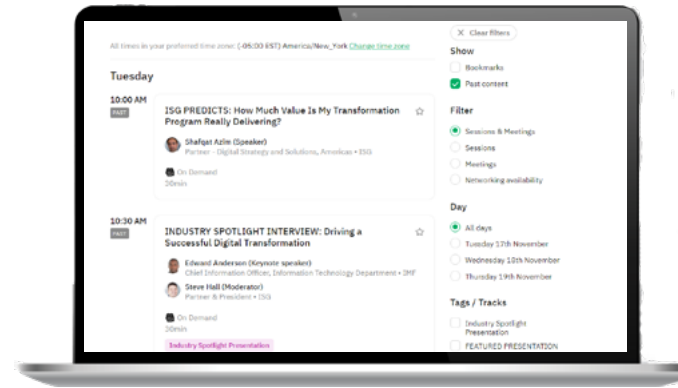 All times in your preferred time zone: (-05:00 EST) America/New_York Change time zone
Tuesday
10:00 AM
PAST
ISG PREDICTS: How Much Value Is My Transformation
Program Really Delivering?
Shafqat Azim (Speaker)
Partner - Digital Strategy and Solutions, Americas • ISG
On Demand
30min
10:30 AM
PAST
INDUSTRY SPOTLIGHT INTERVIEW: Driving a
Successful Digital Transformation
Edward Anderson (Keynote speaker)
Chief Information Officer, Information Technology Department • IMF
Steve Hall (Moderator)
Partner & President • ISG
On Demand
30min
Industry Spotlight Presentation
× Clear filters
Show
Bookmarks
Past content
Filter
Sessions & Meetings
Sessions
Meetings
Networking availability
Day
All days
Tuesday 17th November
Wednesday 18th November
Thursday 19th November
Tags / Tracks
Industry Spotlight
Presentation
FEATURED PRESENTATION